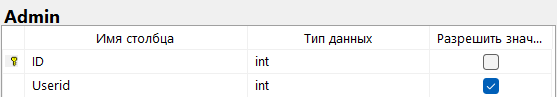 Admin
Имя столбца Тип данных Разрешить знач...
ID int
Userid int